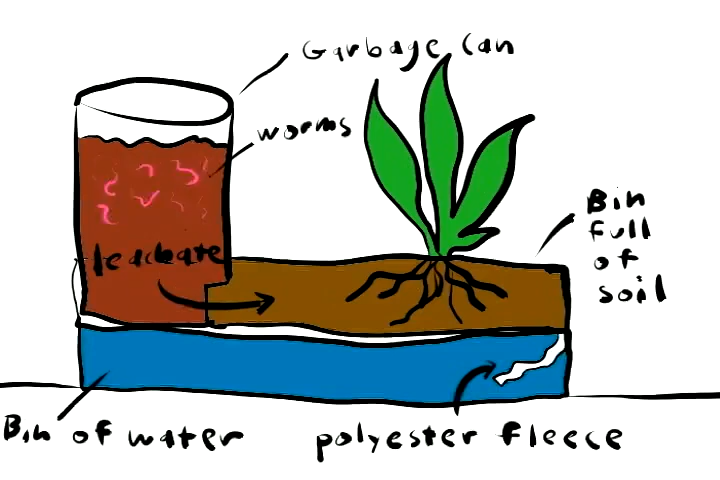 Garbage Can
worms
Bin
full
of
soil
leachate
Bin of water
polyester fleece